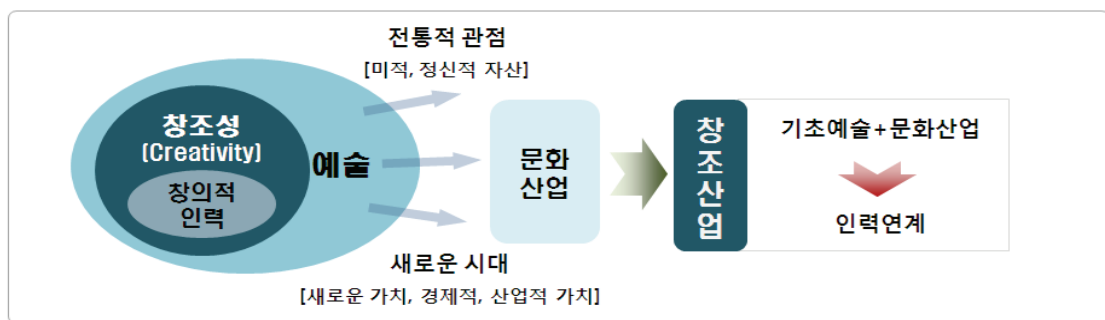 전통적 관점
[미적, 정신적 자산]
창조성
(Creativity)
창의적
인력
예술
문화
산업
새로운 시대
[새로운 가치, 경제적, 산업적 가치]
창조산업
기초예술+문화산업
인력연계